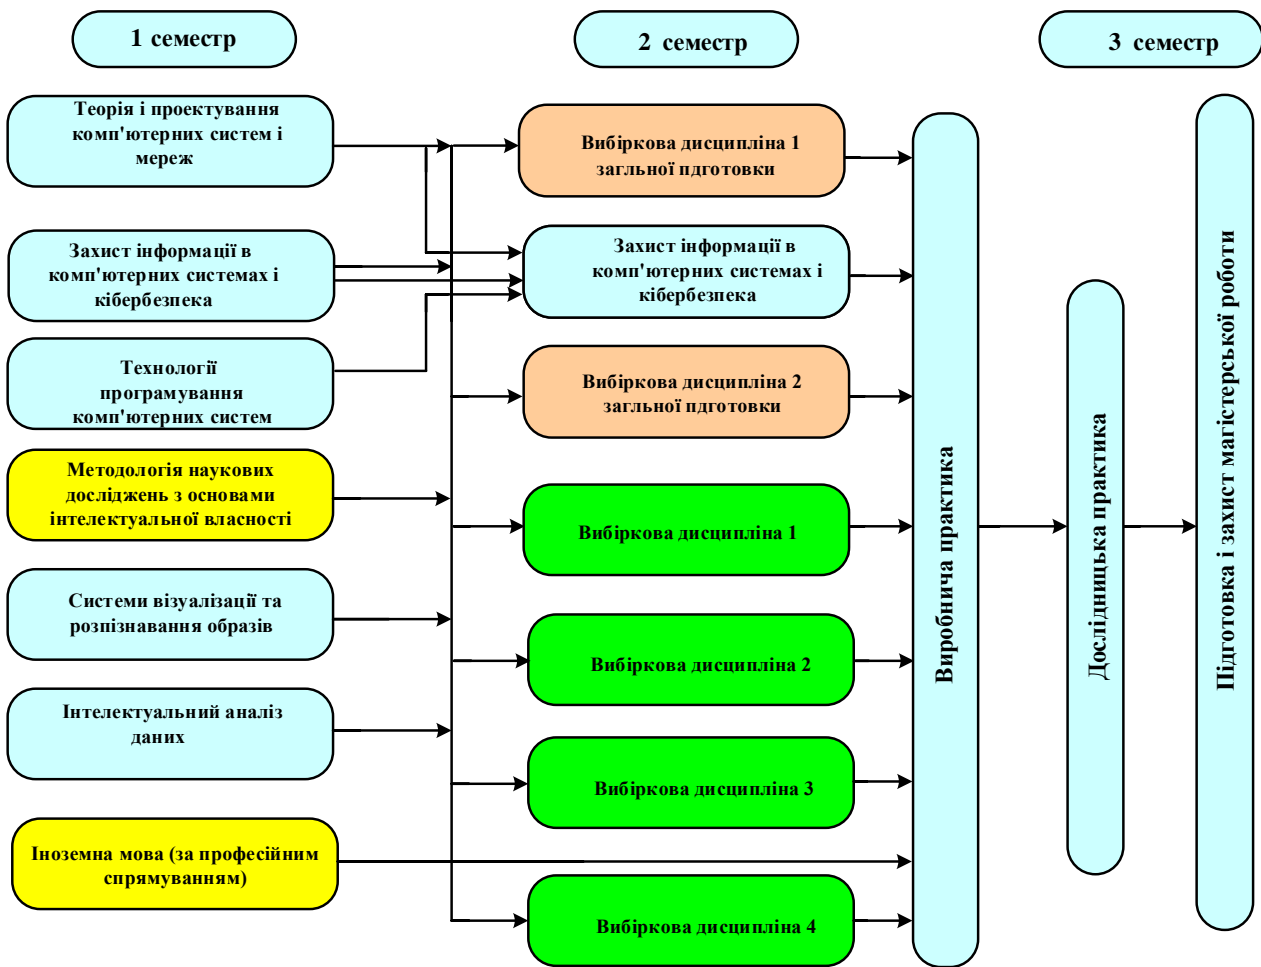 1 семестр
2 семестр
3 семестр
Теорія і проектування
комп'ютерних систем і
мереж
Захист інформації в
комп'ютерних системах і
кібербезпека
Технології
програмування
комп'ютерних систем
Методологія наукових
досліджень з основами
інтелектуальної власності
Системи візуалізації та
розпізнавання образів
Інтелектуальний аналіз
даних
Іноземна мова (за професійним
спрямуванням)
Вибіркова дисципліна 1
загльної пдготовки
Захист інформації в
комп'ютерних системах і
кібербезпека
Вибіркова дисципліна 2
загльної пдготовки
Вибіркова дисципліна 1
Вибіркова дисципліна 2
Вибіркова дисципліна 3
Вибіркова дисципліна 4
Виробнича практика
Дослідницька практика
Підготовка і захист магістерської роботи